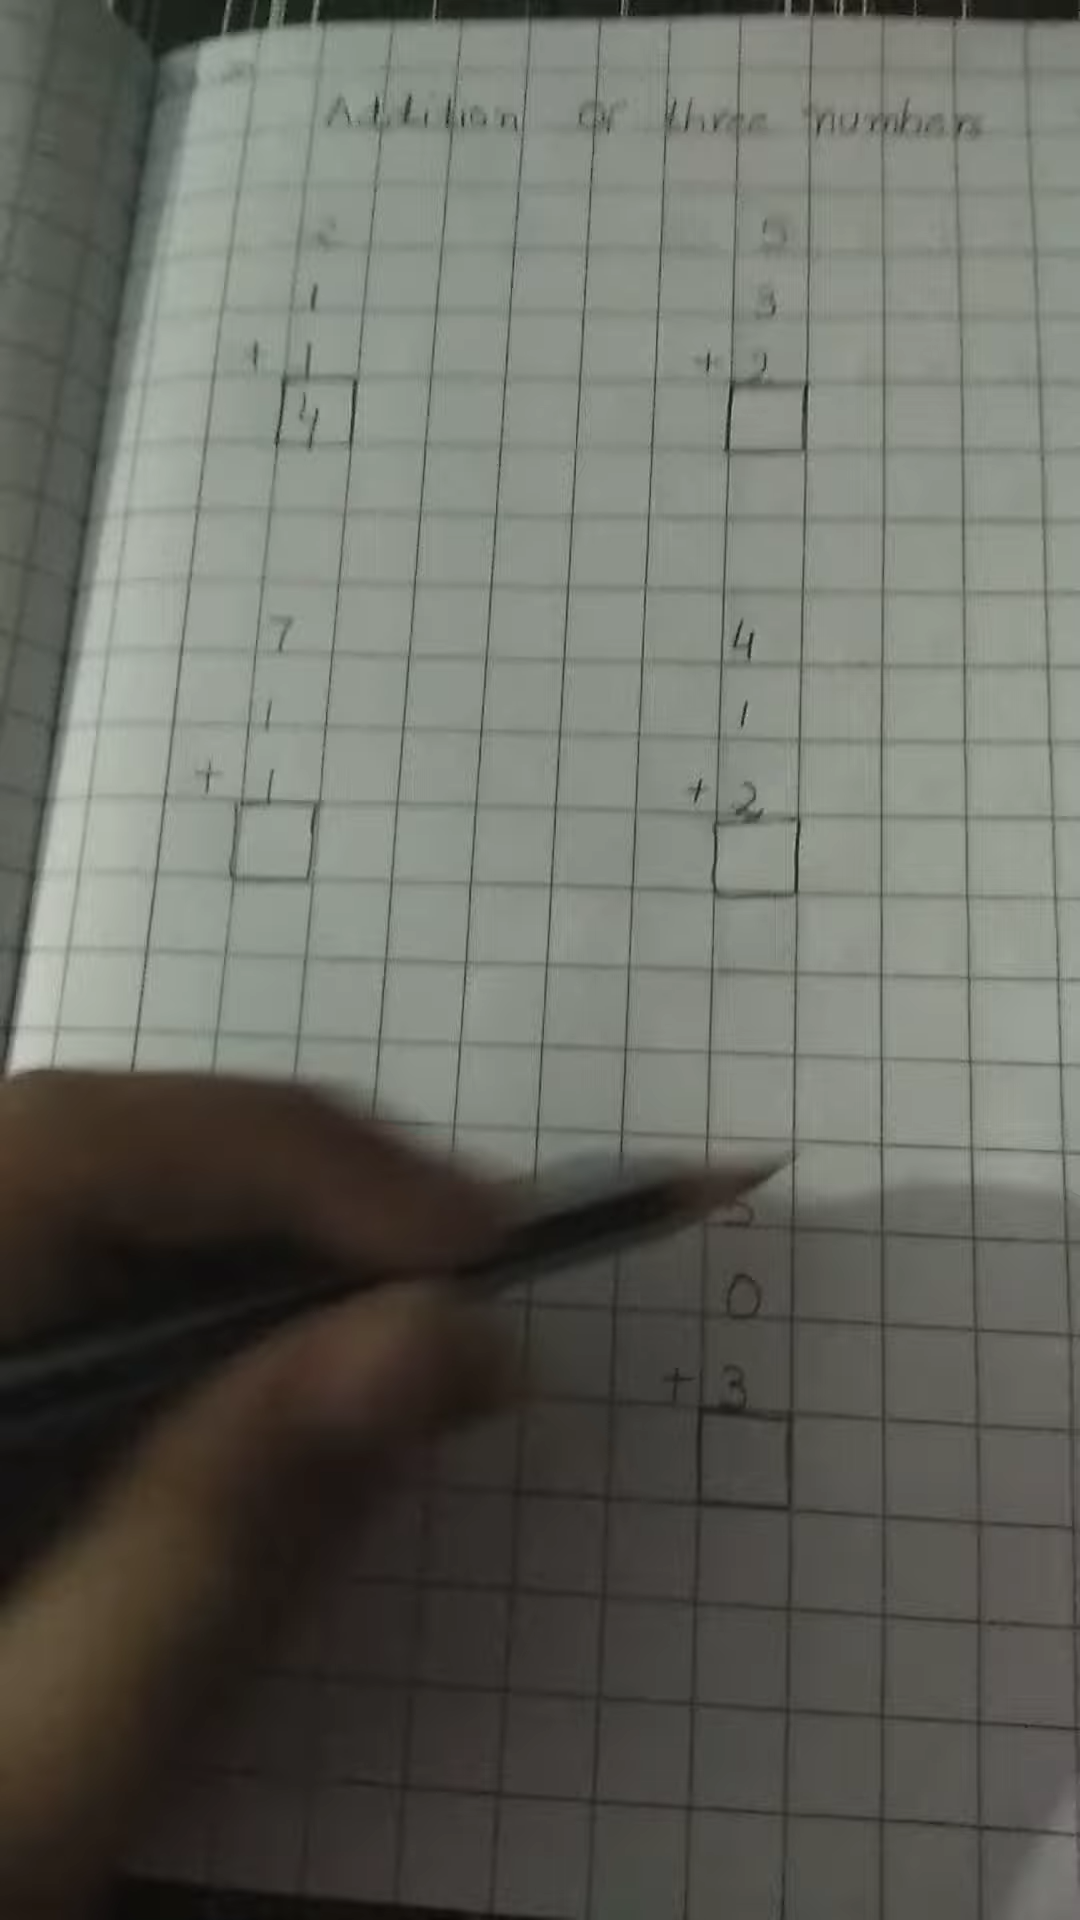 Addition Of three numbers
2 5
1 3
+ 1 + 2
4
7 4
1 1
+ 1 + 2
0
+ 3